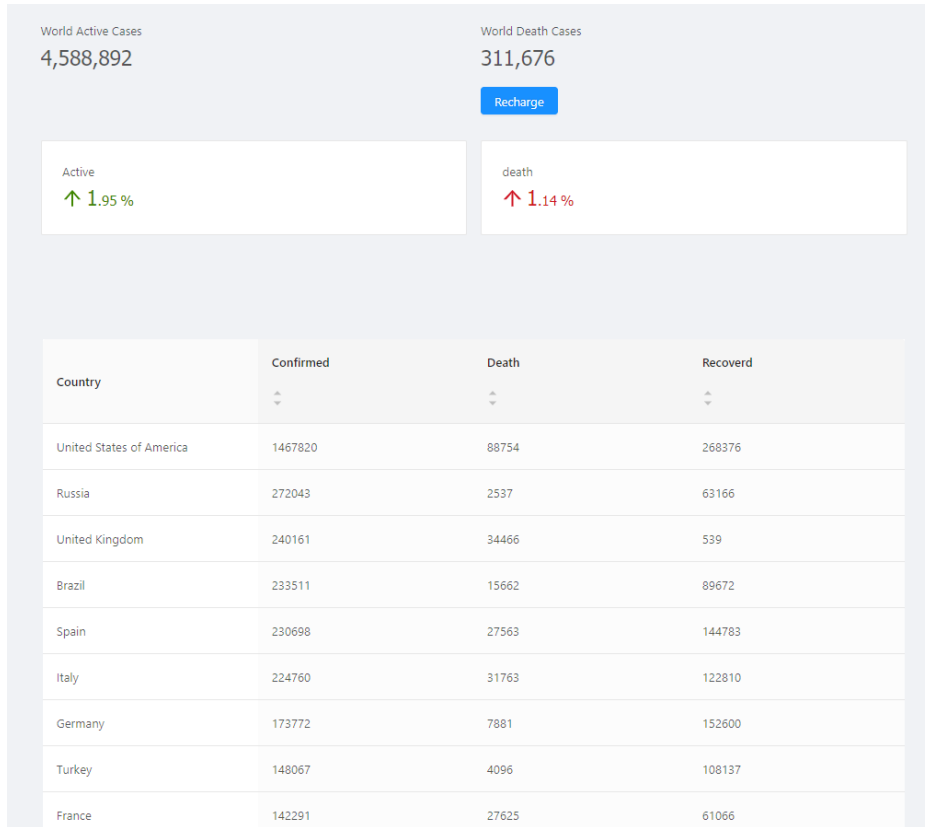 World Active Cases World Death Cases
4,588,892 311,676
Recharge
Active death
1.95 % 1.14 %
Country Confirmed Death Recoverd
United States of America 1467820 88754 268376
Russia 272043 2537 63166
United Kingdom 240161 34466 539
Brazil 233511 15662 89672
Spain 230698 27563 144783
Italy 224760 31763 122810
Germany 173772 7881 152600
Turkey 148067 4096 108137
France 142291 27625 61066